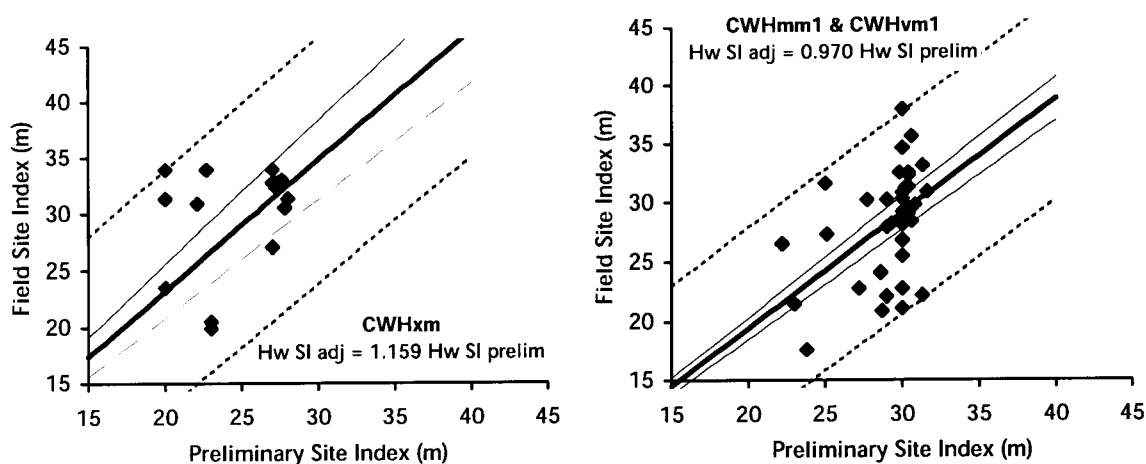 45
40
35
30
25
20
15
Field Site Index (m)
CWHxm
Hw SI adj = 1.159 Hw SI prelim
15 20 25 30 35 40 45
Preliminary Site Index (m)
CWHmm1 & CWHvm1
Hw SI adj = 0.970 Hw SI prelim
45
40
35
30
25
20
15
Field Site Index (m)
15 20 25 30 35 40 45
Preliminary Site Index (m)